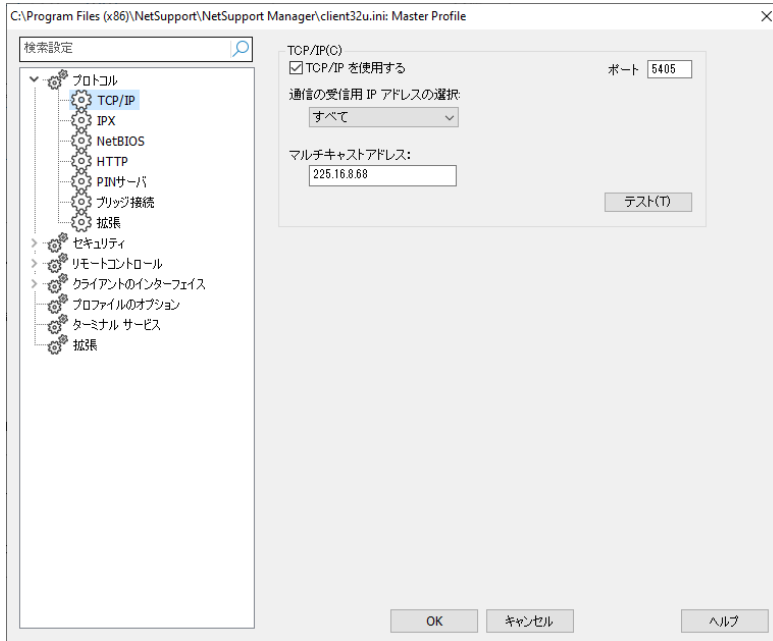 C:\Program Files (x86)\NetSupport\NetSupport Manager\client32u.ini: Master Profile
検索設定
プロトコル
TCP/IP
IPX
NetBIOS
HTTP
PINサーバ
ブリッジ接続
拡張
セキュリティ
リモートコントロール
クライアントのインターフェイス
プロファイルのオプション
ターミナル サービス
拡張
TCP/IP(C)
TCP/IP を使用する
ポート 5405
通信の受信用 IP アドレスの選択:
すべて
マルチキャストアドレス:
225.16.8.68
テスト(T)
OK キャンセル ヘルプ